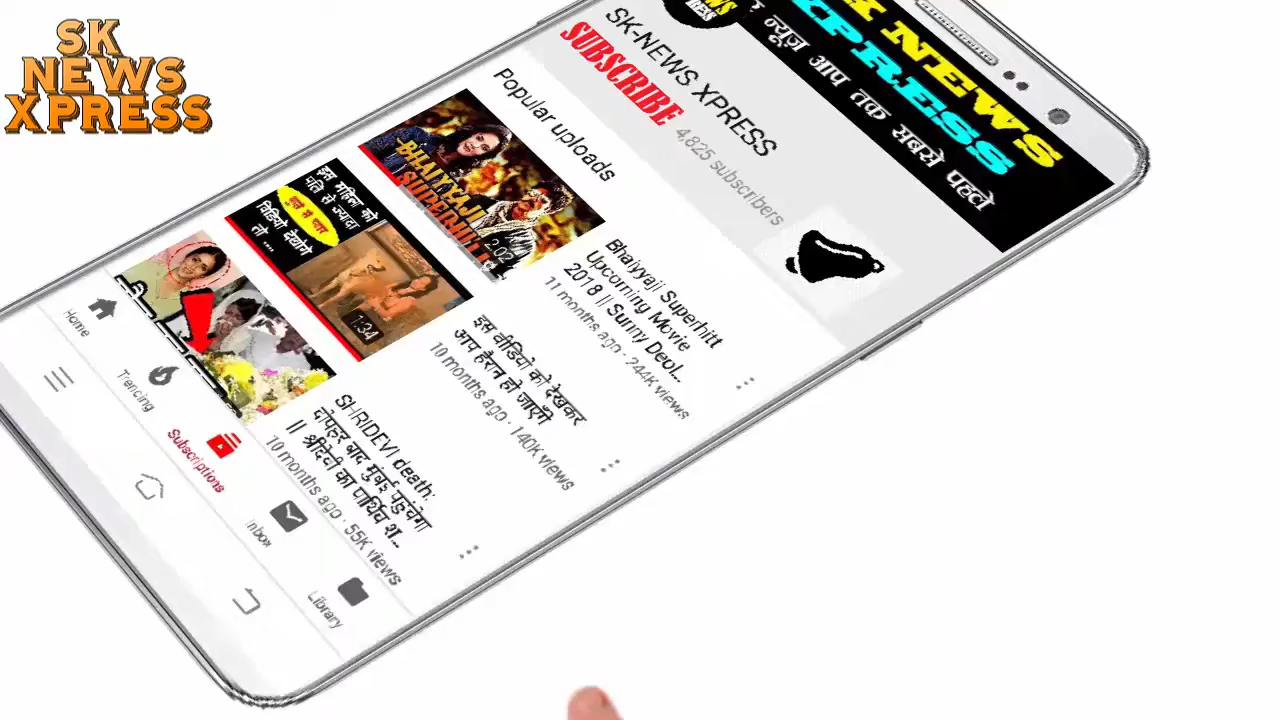 SK
NEWS
XPRESS
K NEWS
XPRESS
न्यूज़ आप तक सबसे पहले
SK-NEWS XPRESS
SUBSCRIBE
4,825 subscribers
Popular uploads
BHAIYYAJI
SUPERHIT
2:02
Bhaiyyaji Superhitt
Upcoming Movie
2018 || Sunny Deol...
11 months ago · 244K views
इस महिला को
पति से ज्यादा
विडियो देखोगे
तो ....
1:34
इस वीडियो को देखकर
आप हैरान हो जाएँगे
10 months ago · 140K views
SHRIDEVI death:
दोपहर बाद मुंबई पहुंचेगा
|| श्रीदेवी का पार्थिव श...
10 months ago · 55K views
Home
Trending
Subscriptions
Inbox
Library